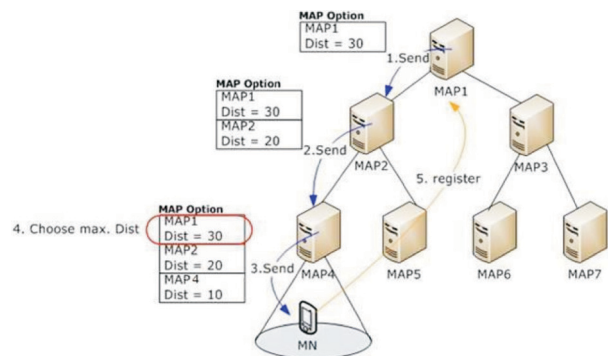 MAP Option
MAP1
Dist = 30
1.Send
MAP1
MAP Option
MAP1
Dist = 30
MAP2
Dist = 20
2.Send
MAP2
MAP3
5. register
MAP Option
4. Choose max. Dist
MAP1
Dist = 30
MAP2
Dist = 20
MAP4
Dist = 10
3.Send
MAP4
MAP5
MAP6
MAP7
MN